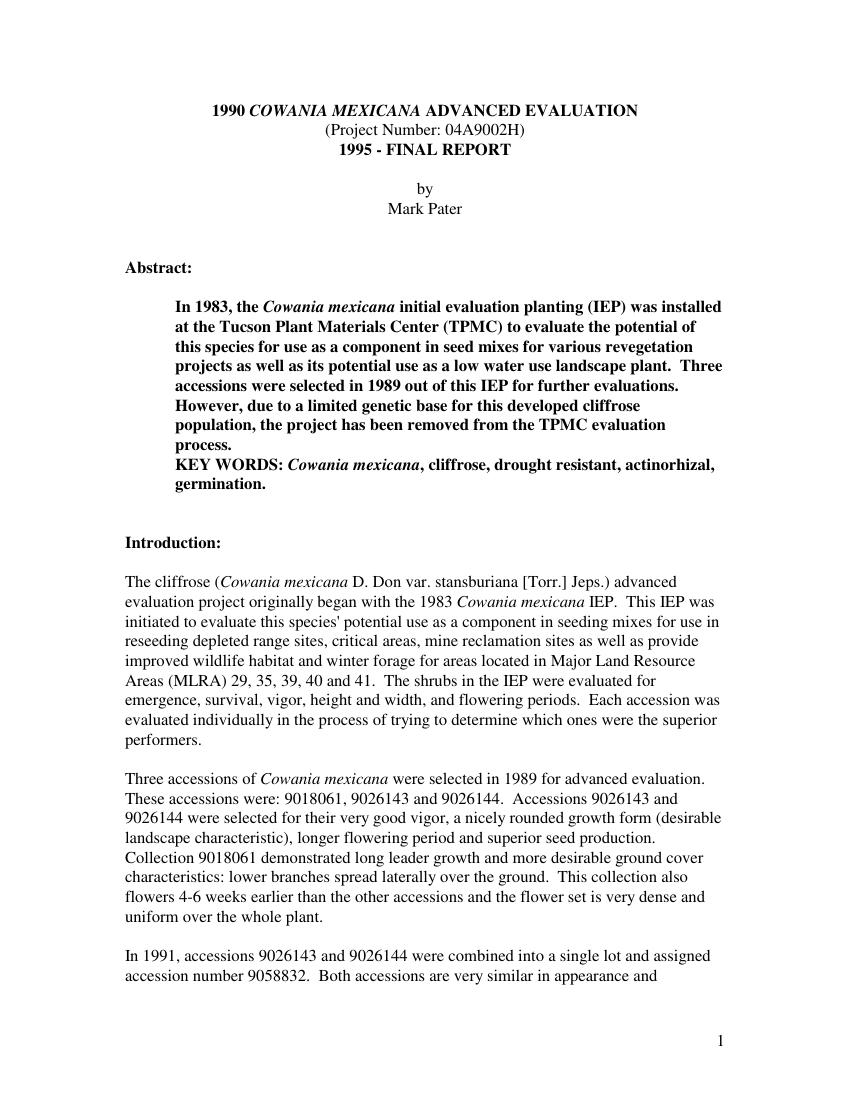 1990 COWANIA MEXICANA ADVANCED EVALUATION
(Project Number: 04A9002H)
1995 - FINAL REPORT
by
Mark Pater
Abstract:
In 1983, the Cowania mexicana initial evaluation planting (IEP) was installed
at the Tucson Plant Materials Center (TPMC) to evaluate the potential of
this species for use as a component in seed mixes for various revegetation
projects as well as its potential use as a low water use landscape plant.  Three
accessions were selected in 1989 out of this IEP for further evaluations.
However, due to a limited genetic base for this developed cliffrose
population, the project has been removed from the TPMC evaluation
process.
KEY WORDS: Cowania mexicana, cliffrose, drought resistant, actinorhizal,
germination.
Introduction:
The cliffrose (Cowania mexicana D. Don var. stansburiana [Torr.] Jeps.) advanced
evaluation project originally began with the 1983 Cowania mexicana IEP.  This IEP was
initiated to evaluate this species' potential use as a component in seeding mixes for use in
reseeding depleted range sites, critical areas, mine reclamation sites as well as provide
improved wildlife habitat and winter forage for areas located in Major Land Resource
Areas (MLRA) 29, 35, 39, 40 and 41.  The shrubs in the IEP were evaluated for
emergence, survival, vigor, height and width, and flowering periods.  Each accession was
evaluated individually in the process of trying to determine which ones were the superior
performers.
Three accessions of Cowania mexicana were selected in 1989 for advanced evaluation.
These accessions were: 9018061, 9026143 and 9026144.  Accessions 9026143 and
9026144 were selected for their very good vigor, a nicely rounded growth form (desirable
landscape characteristic), longer flowering period and superior seed production.
Collection 9018061 demonstrated long leader growth and more desirable ground cover
characteristics: lower branches spread laterally over the ground.  This collection also
flowers 4-6 weeks earlier than the other accessions and the flower set is very dense and
uniform over the whole plant.
In 1991, accessions 9026143 and 9026144 were combined into a single lot and assigned
accession number 9058832.  Both accessions are very similar in appearance and
1